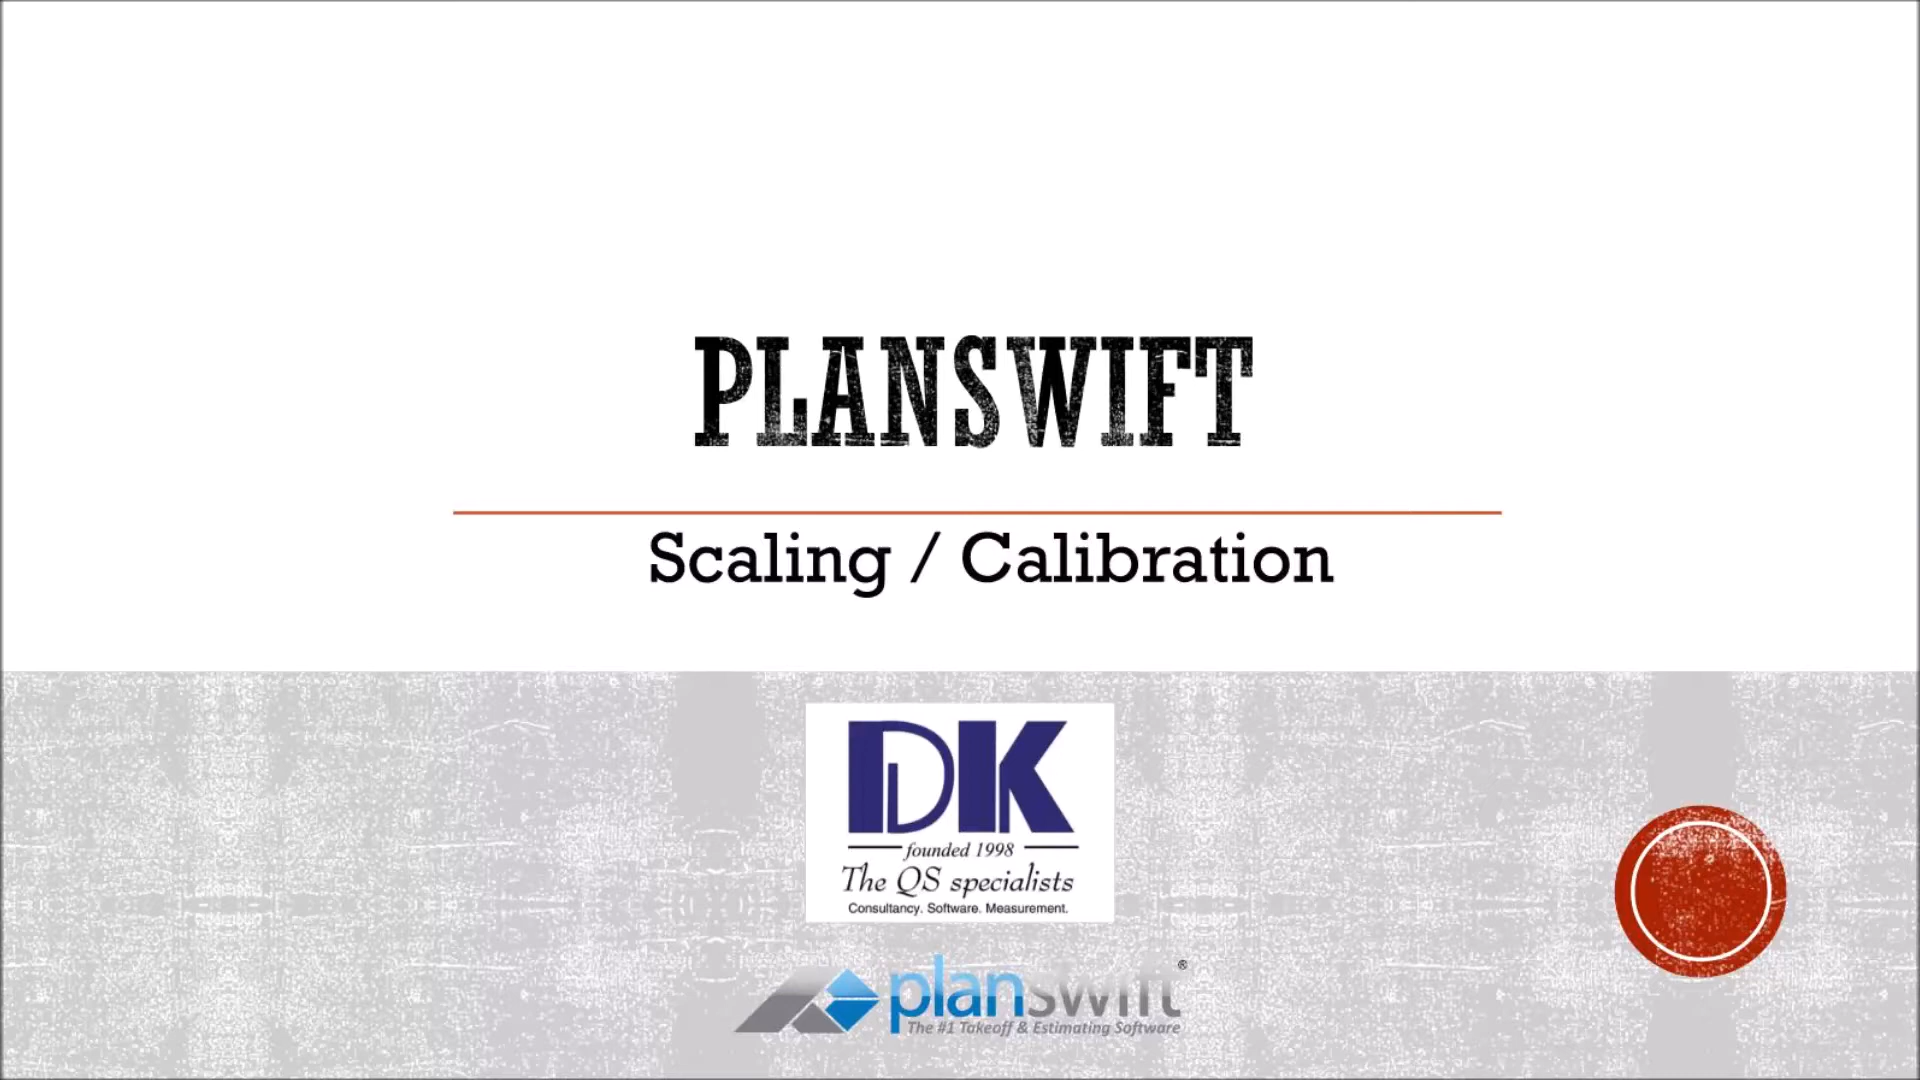 PLANSWIFT
Scaling / Calibration
DK
founded 1998
The QS specialists
Consultancy. Software. Measurement.
planswift®
The #1 Takeoff & Estimating Software